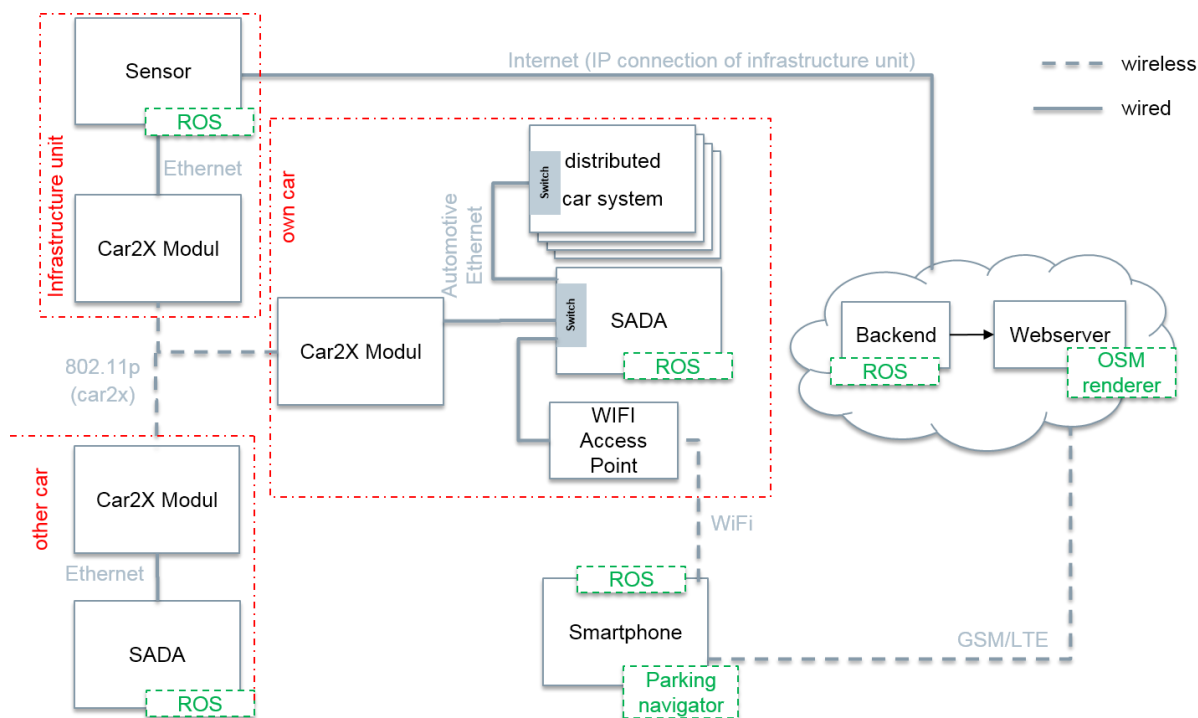 Sensor
ROS
Ethernet
Car2X Modul
Infrastructure unit
Internet (IP connection of infrastructure unit)
wireless
wired
own car
distributed
car system
Switch
Automotive
Ethernet
Switch
SADA
ROS
Car2X Modul
WIFI
Access
Point
802.11p
(car2x)
Backend
ROS
Webserver
OSM
renderer
other car
Car2X Modul
Ethernet
SADA
ROS
WiFi
ROS
Smartphone
Parking
navigator
GSM/LTE